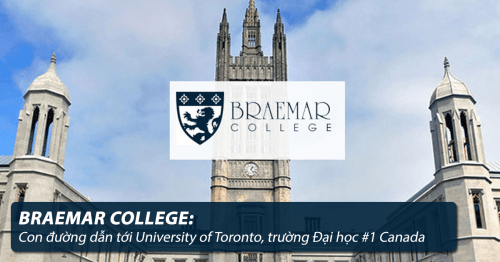 BRAEMAR
COLLEGE
BRAEMAR COLLEGE:
Con đường dẫn tới University of Toronto, trường Đại học #1 Canada